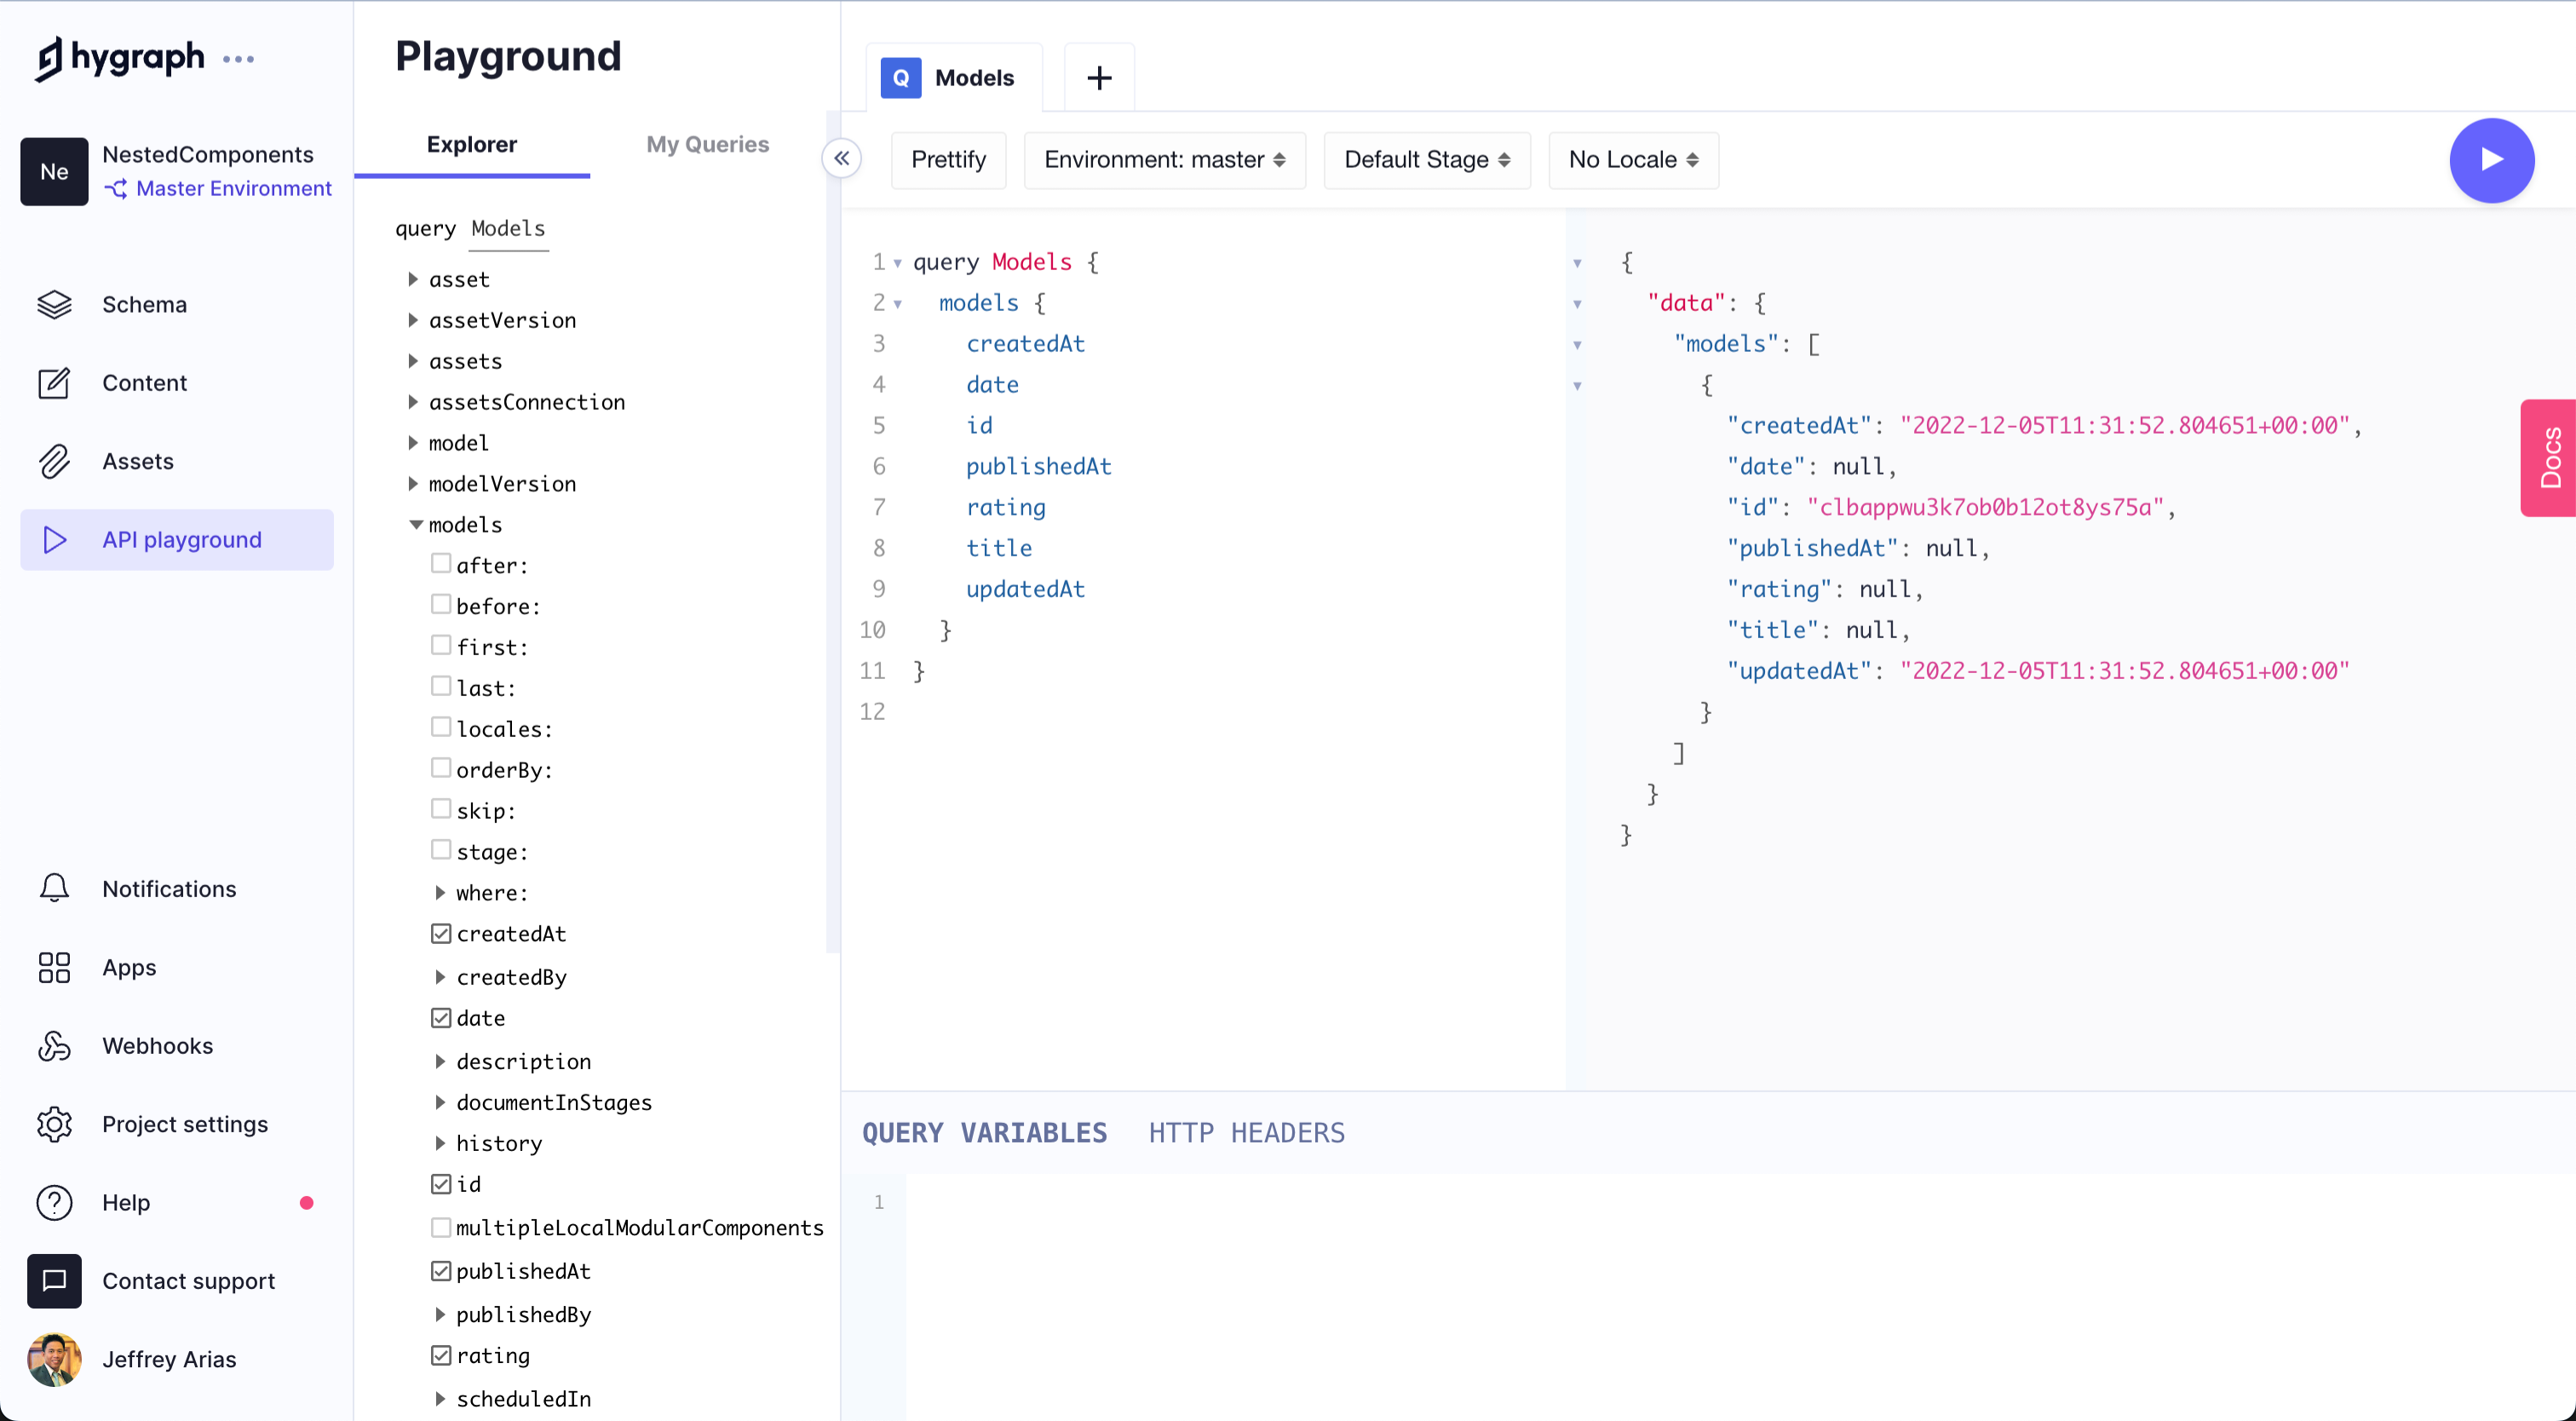 hygraph
Ne
NestedComponents
Master Environment
Schema
Content
Assets
API playground
Notifications
Apps
Webhooks
Project settings
Help
Contact support
Jeffrey Arias
Playground
Explorer
My Queries
query Models
asset
assetVersion
assets
assetsConnection
model
modelVersion
models
after:
before:
first:
last:
locales:
orderBy:
skip:
stage:
where:
createdAt
createdBy
date
description
documentInStages
history
id
multipleLocalModularComponents
publishedAt
publishedBy
rating
scheduledIn
Q Models +
Prettify
Environment: master
Default Stage
No Locale
1 query Models {
2 models {
3 createdAt
4 date
5 id
6 publishedAt
7 rating
8 title
9 updatedAt
10 }
11 }
12
{
"data": {
"models": [
{
"createdAt": "2022-12-05T11:31:52.804651+00:00",
"date": null,
"id": "clbappwu3k7ob0b12ot8ys75a",
"publishedAt": null,
"rating": null,
"title": null,
"updatedAt": "2022-12-05T11:31:52.804651+00:00"
}
]
}
}
Docs
QUERY VARIABLES HTTP HEADERS
1